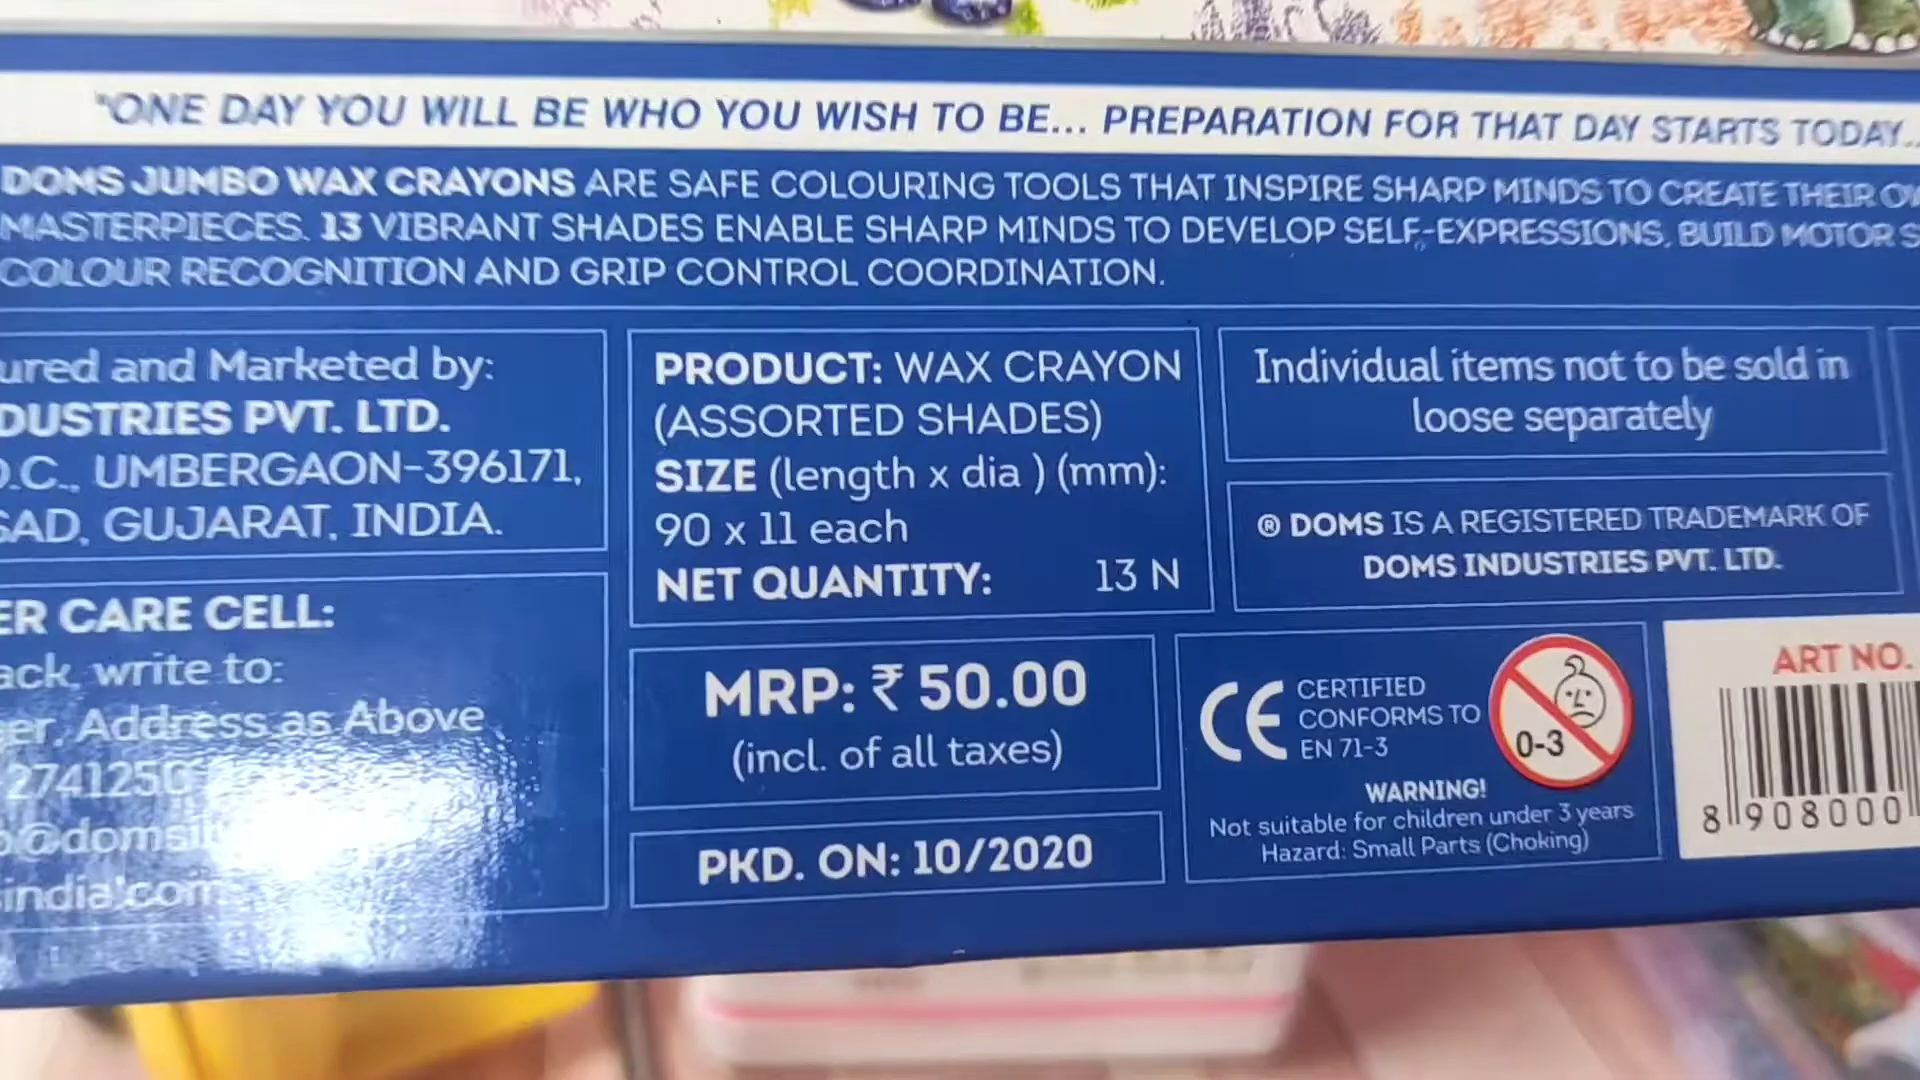 "ONE DAY YOU WILL BE WHO YOU WISH TO BE... PREPARATION FOR THAT DAY STARTS TODAY..
DOMS JUMBO WAX CRAYONS ARE SAFE COLOURING TOOLS THAT INSPIRE SHARP MINDS TO CREATE THEIR
MASTERPIECES. 13 VIBRANT SHADES ENABLE SHARP MINDS TO DEVELOP SELF-EXPRESSIONS, BUILD MOTOR S
COLOUR RECOGNITION AND GRIP CONTROL COORDINATION.
ured and Marketed by:
DUSTRIES PVT. LTD.
.C., UMBERGAON-396171,
SAD, GUJARAT, INDIA.
ER CARE CELL:
ack, write to:
er, Address as Above
india.com
PRODUCT: WAX CRAYON
(ASSORTED SHADES)
SIZE (length x dia ) (mm):
90 x 11 each
NET QUANTITY: 13 N
MRP: ₹ 50.00
(incl. of all taxes)
PKD. ON: 10/2020
Individual items not to be sold in
loose separately
® DOMS IS A REGISTERED TRADEMARK OF
DOMS INDUSTRIES PVT. LTD.
CE CERTIFIED
CONFORMS TO
EN 71-3
0-3
WARNING!
Not suitable for children under 3 years
Hazard: Small Parts (Choking)
ART NO.
8 908000